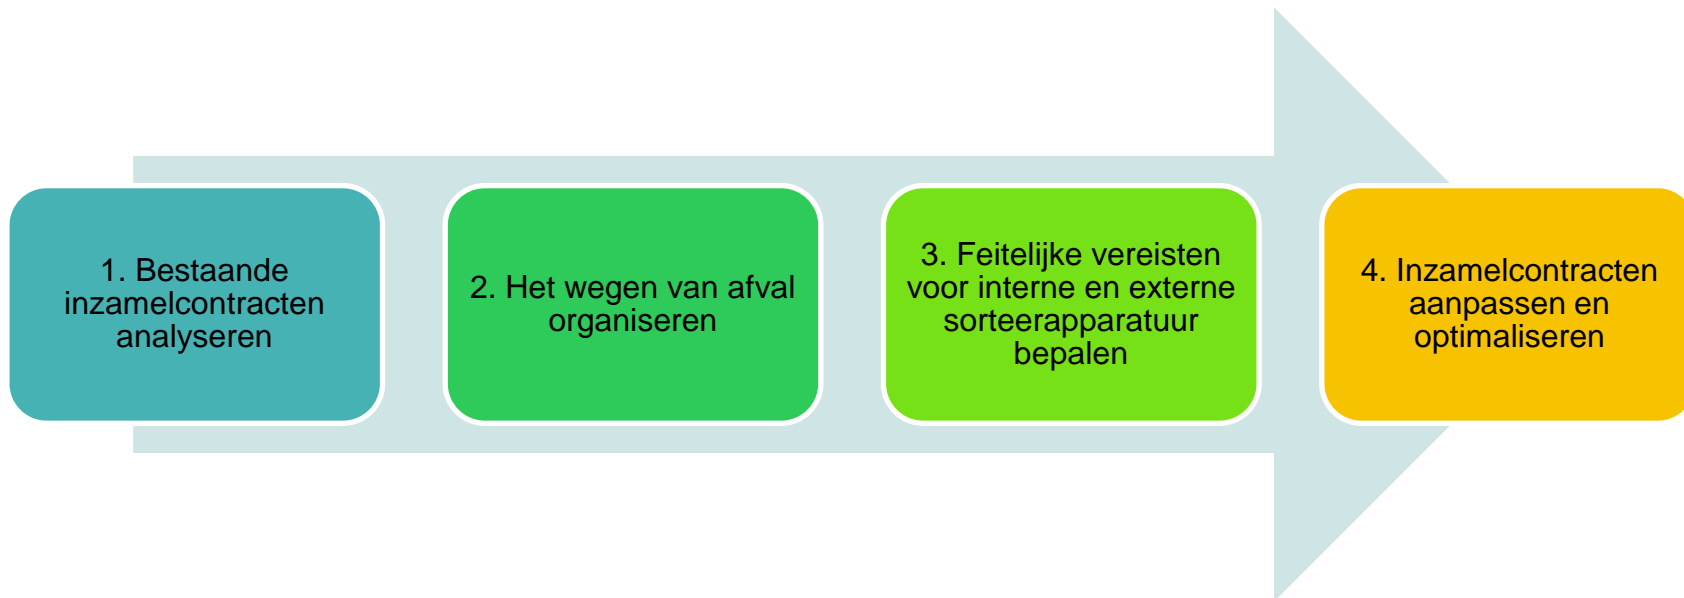 1. Bestaande
inzamelcontracten
analyseren
2. Het wegen van afval
organiseren
3. Feitelijke vereisten
voor interne en externe
sorteerapparatuur
bepalen
4. Inzamelcontracten
aanpassen en
optimaliseren